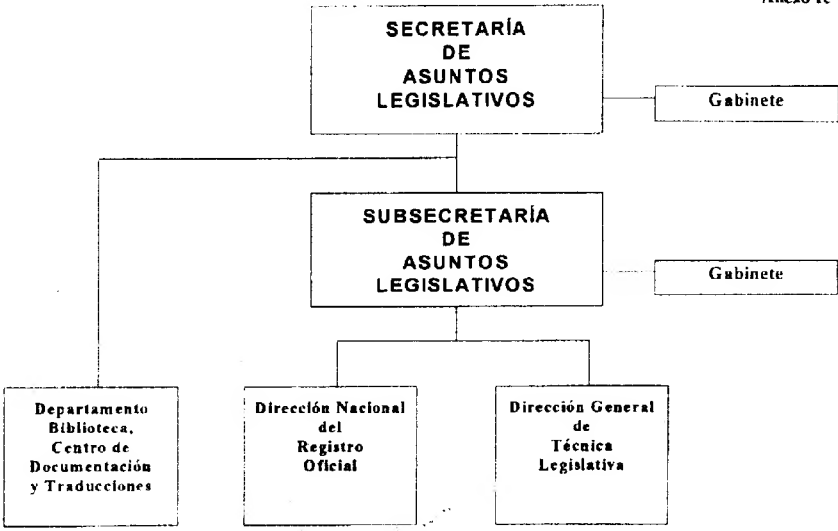 SECRETARÍA
DE
ASUNTOS
LEGISLATIVOS
Gabinete
SUBSECRETARÍA
DE
ASUNTOS
LEGISLATIVOS
Gabinete
Departamento
Biblioteca,
Centro de
Documentación
y Traducciones
Dirección Nacional
del
Registro
Oficial
Dirección General
de
Técnica
Legislativa